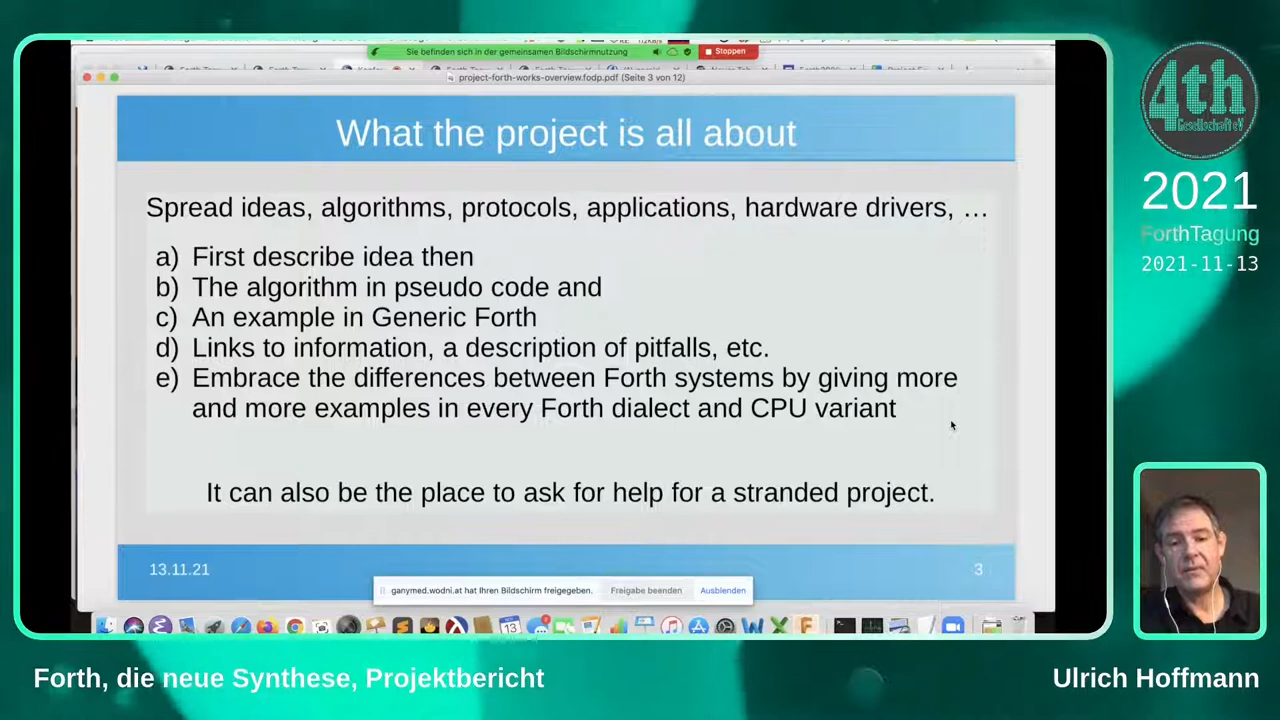 Sie befinden sich in der gemeinsamen Bildschirmnutzung
Stoppen
project-forth-works-overview.fodp.pdf (Seite 3 von 12)
What the project is all about
Spread ideas, algorithms, protocols, applications, hardware drivers, …
a) First describe idea then
b) The algorithm in pseudo code and
c) An example in Generic Forth
d) Links to information, a description of pitfalls, etc.
e) Embrace the differences between Forth systems by giving more
and more examples in every Forth dialect and CPU variant
It can also be the place to ask for help for a stranded project.
13.11.21
3
ganymed.wodni.at hat Ihren Bildschirm freigegeben.
Freigabe beenden
Ausblenden
4th
Gesellschaft eV
2021
ForthTagung
2021-11-13
Forth, die neue Synthese, Projektbericht
Ulrich Hoffmann